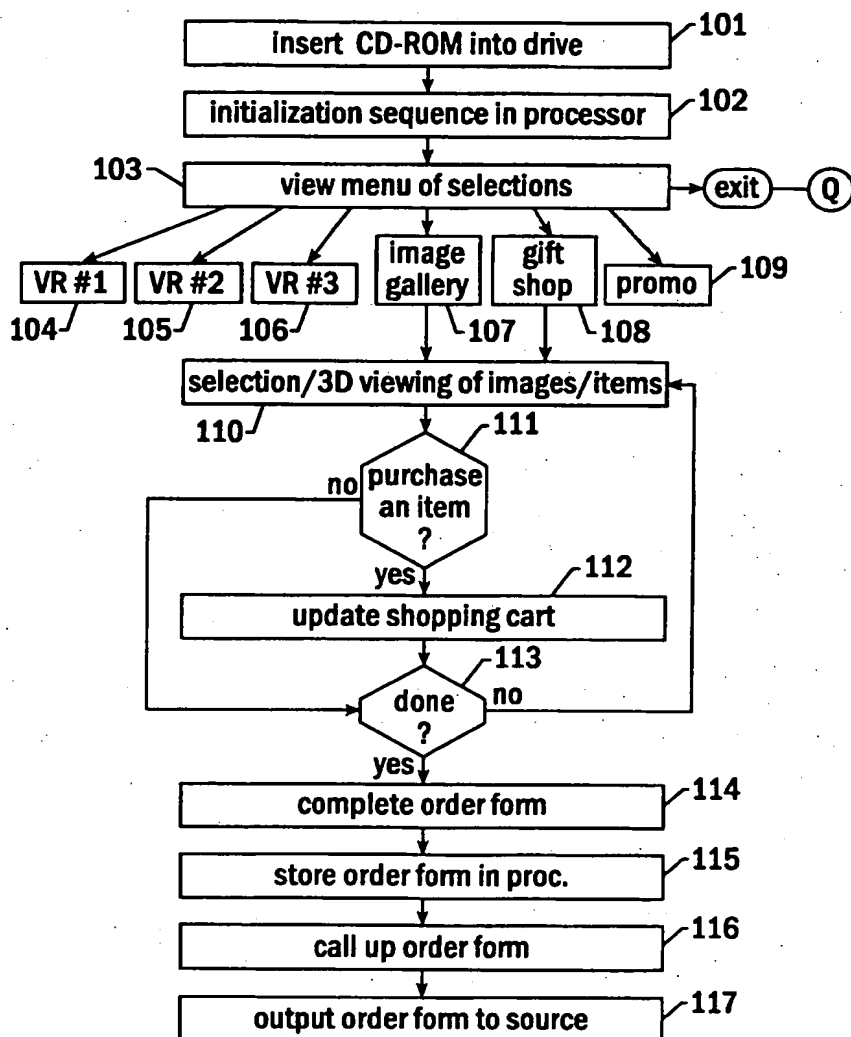 insert CD-ROM into drive
101
initialization sequence in processor
102
103
view menu of selections
exit
Q
VR #1
VR #2
VR #3
image
gallery
gift
shop
promo
109
104
105
106
107
108
selection/3D viewing of images/items
110
111
no
purchase
an item
?
yes
112
update shopping cart
113
done
?
no
yes
complete order form
114
store order form in proc.
115
call up order form
116
output order form to source
117